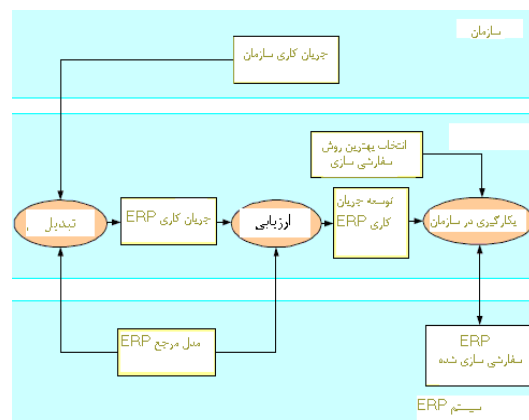 سازمان
جریان کاری سازمان
انتخاب بهترین روش
سفارشی سازی
تبدیل
جریان کاری ERP
ارزیابی
توسعه جریان
کاری ERP
بکارگیری در سازمان
مدل مرجع ERP
ERP
سفارشی سازی شده
سیستم ERP